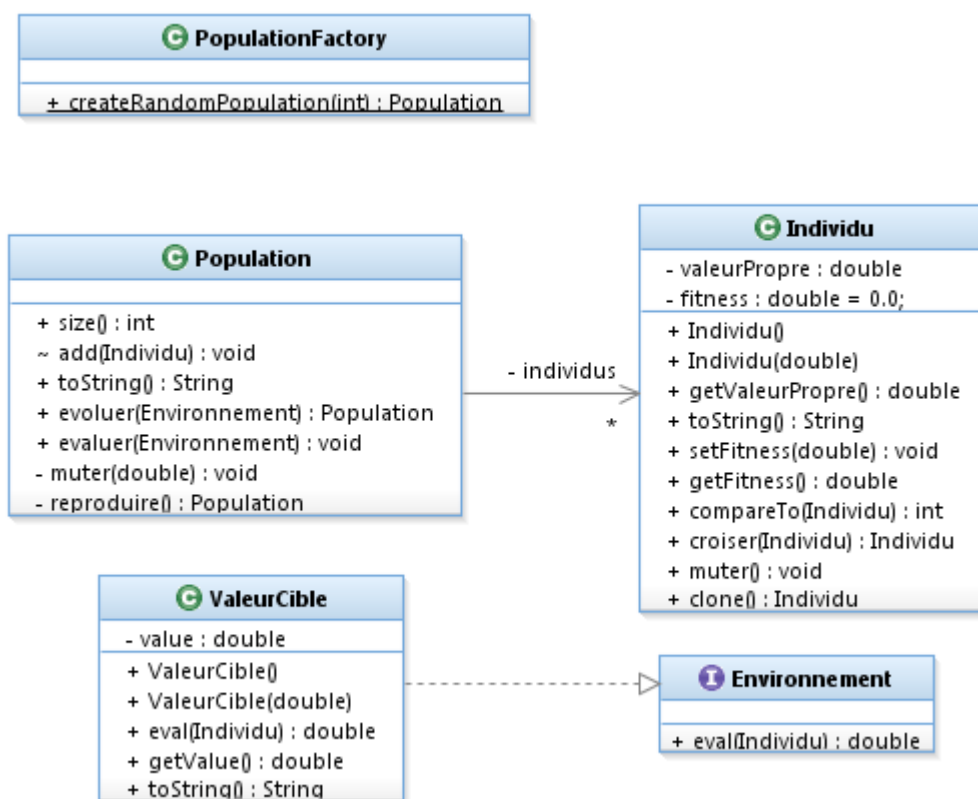 C PopulationFactory
+ createRandomPopulation(int) : Population
C Population
+ size() : int
~ add(Individu) : void
+ toString() : String
+ evoluer(Environnement) : Population
+ evaluer(Environnement) : void
- muter(double) : void
- reproduire() : Population
- individus
*
C Individu
- valeurPropre : double
- fitness : double = 0.0;
+ Individu()
+ Individu(double)
+ getValeurPropre() : double
+ toString() : String
+ setFitness(double) : void
+ getFitness() : double
+ compareTo(Individu) : int
+ croiser(Individu) : Individu
+ muter() : void
+ clone() : Individu
C ValeurCible
- value : double
+ ValeurCible()
+ ValeurCible(double)
+ eval(Individu) : double
+ getValue() : double
+ toString() : String
I Environnement
+ eval(Individu) : double